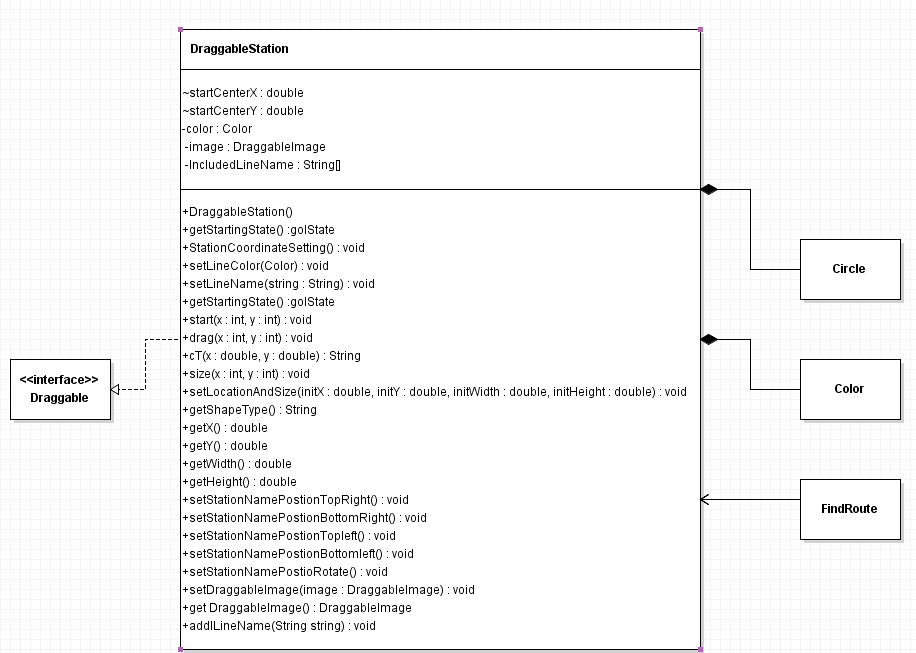 DraggableStation
~startCenterX : double
~startCenterY : double
-color : Color
-image : DraggableImage
-IncludedLineName : String[]
+DraggableStation()
+getStartingState() :golState
+StationCoordinateSetting() : void
+setLineColor(Color) : void
+setLineName(string : String) : void
+getStartingState() :golState
+start(x : int, y : int) : void
+drag(x : int, y : int) : void
+cT(x : double, y : double) : String
+size(x : int, y : int) : void
+setLocationAndSize(initX : double, initY : double, initWidth : double, initHeight : double) : void
+getShapeType() : String
+getX() : double
+getY() : double
+getWidth() : double
+getHeight() : double
+setStationNamePostionTopRight() : void
+setStationNamePostionBottomRight() : void
+setStationNamePostionTopleft() : void
+setStationNamePostionBottomleft() : void
+setStationNamePostioRotate() : void
+setDraggableImage(image : DraggableImage) : void
+get DraggableImage() : DraggableImage
+addlLineName(String string) : void
<<interface>>
Draggable
Circle
Color
FindRoute